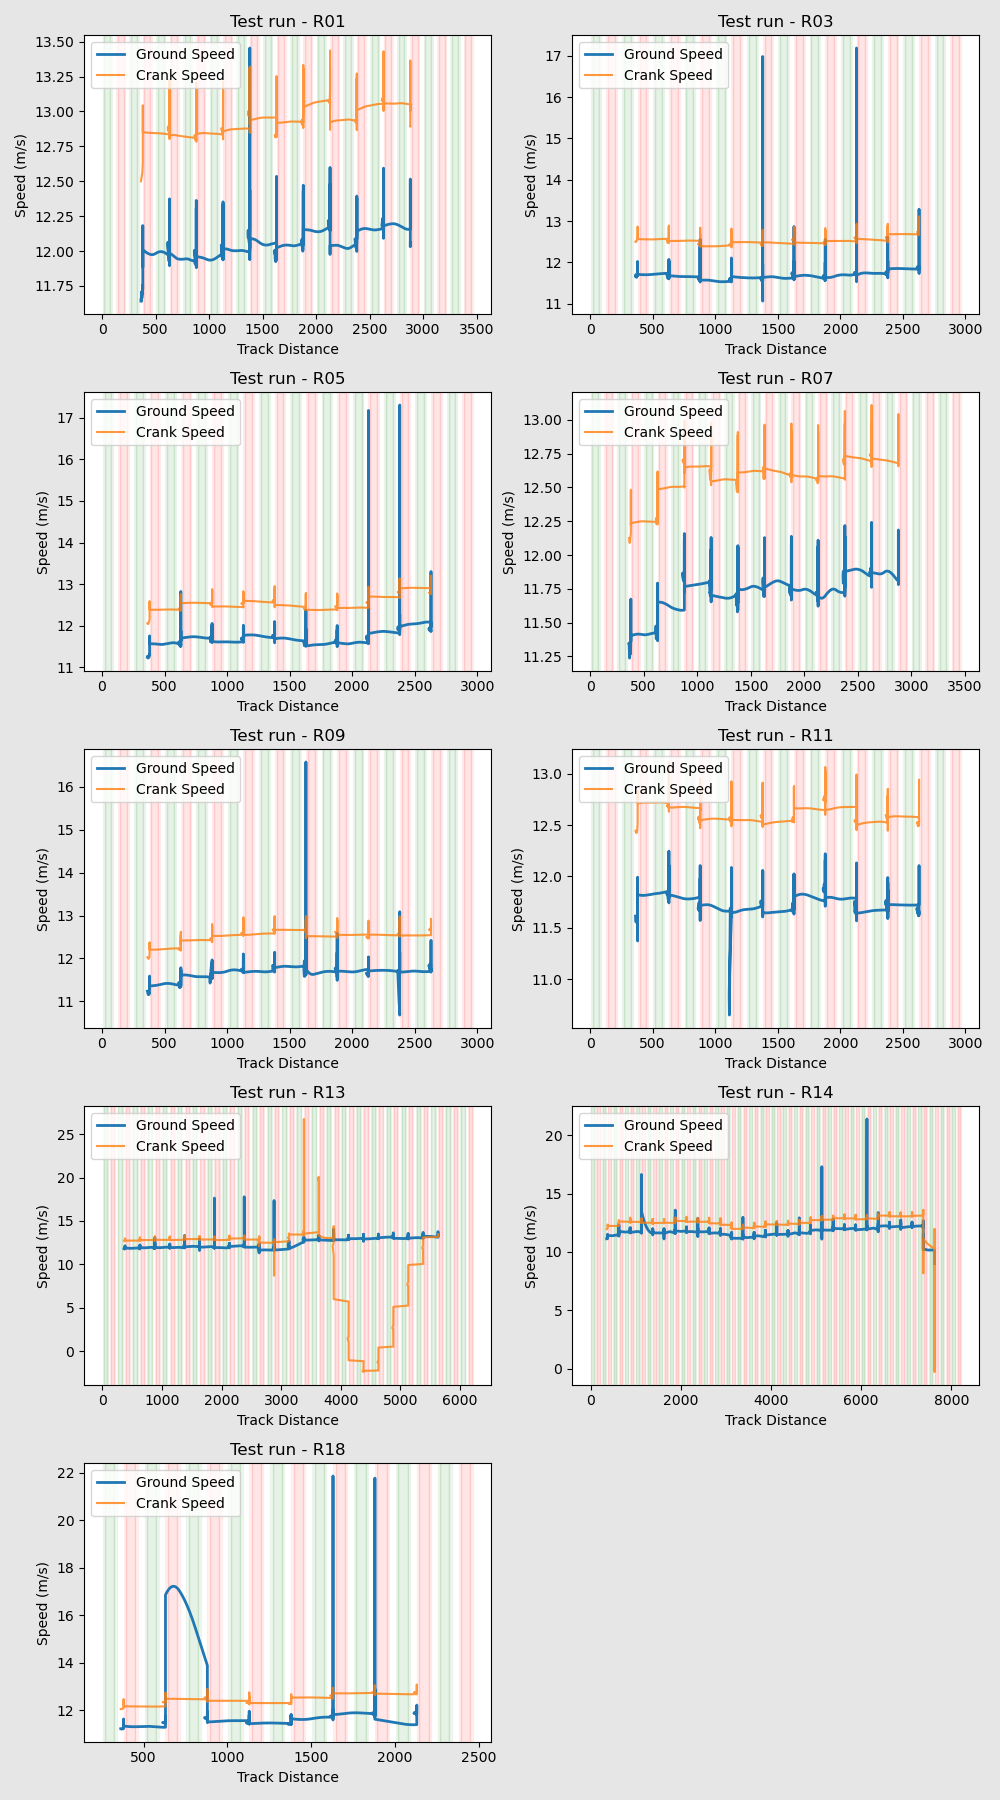 Test run - R01
Ground Speed
Crank Speed
13.50
13.25
13.00
12.75
12.50
12.25
12.00
11.75
Speed (m/s)
0 500 1000 1500 2000 2500 3000 3500
Track Distance
Test run - R03
Ground Speed
Crank Speed
17
16
15
14
13
12
11
Speed (m/s)
0 500 1000 1500 2000 2500 3000
Track Distance
Test run - R05
Ground Speed
Crank Speed
17
16
15
14
13
12
11
Speed (m/s)
0 500 1000 1500 2000 2500 3000
Track Distance
Test run - R07
Ground Speed
Crank Speed
13.00
12.75
12.50
12.25
12.00
11.75
11.50
11.25
Speed (m/s)
0 500 1000 1500 2000 2500 3000 3500
Track Distance
Test run - R09
Ground Speed
Crank Speed
16
15
14
13
12
11
Speed (m/s)
0 500 1000 1500 2000 2500 3000
Track Distance
Test run - R11
Ground Speed
Crank Speed
13.0
12.5
12.0
11.5
11.0
Speed (m/s)
0 500 1000 1500 2000 2500 3000
Track Distance
Test run - R13
Ground Speed
Crank Speed
25
20
15
10
5
0
Speed (m/s)
0 1000 2000 3000 4000 5000 6000
Track Distance
Test run - R14
Ground Speed
Crank Speed
20
15
10
5
0
Speed (m/s)
0 2000 4000 6000 8000
Track Distance
Test run - R18
Ground Speed
Crank Speed
22
20
18
16
14
12
Speed (m/s)
500 1000 1500 2000 2500
Track Distance